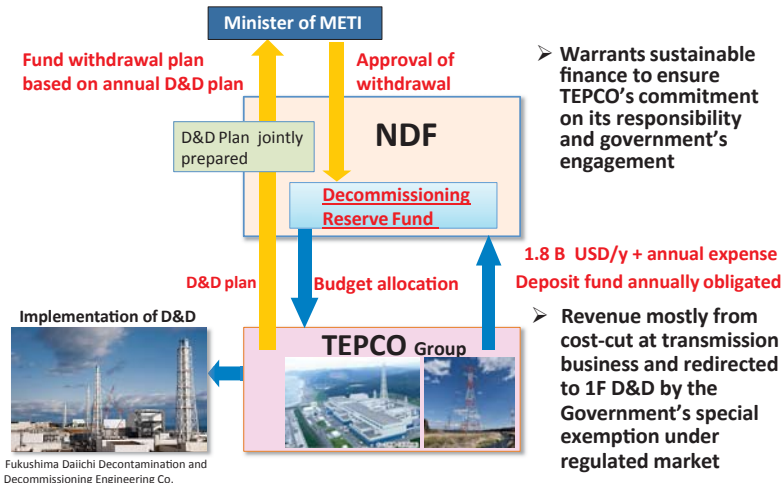 Minister of METI
Fund withdrawal plan
based on annual D&D plan
Approval of
withdrawal
➢ Warrants sustainable
finance to ensure
TEPCO's commitment
on its responsibility
and government's
engagement
NDF
D&D Plan jointly
prepared
Decommissioning
Reserve Fund
1.8 B USD/y + annual expense
Deposit fund annually obligated
D&D plan
Budget allocation
Implementation of D&D
TEPCO Group
➢ Revenue mostly from
cost-cut at transmission
business and redirected
to 1F D&D by the
Government's special
exemption under
regulated market
Fukushima Daiichi Decontamination and
Decommissioning Engineering Co.